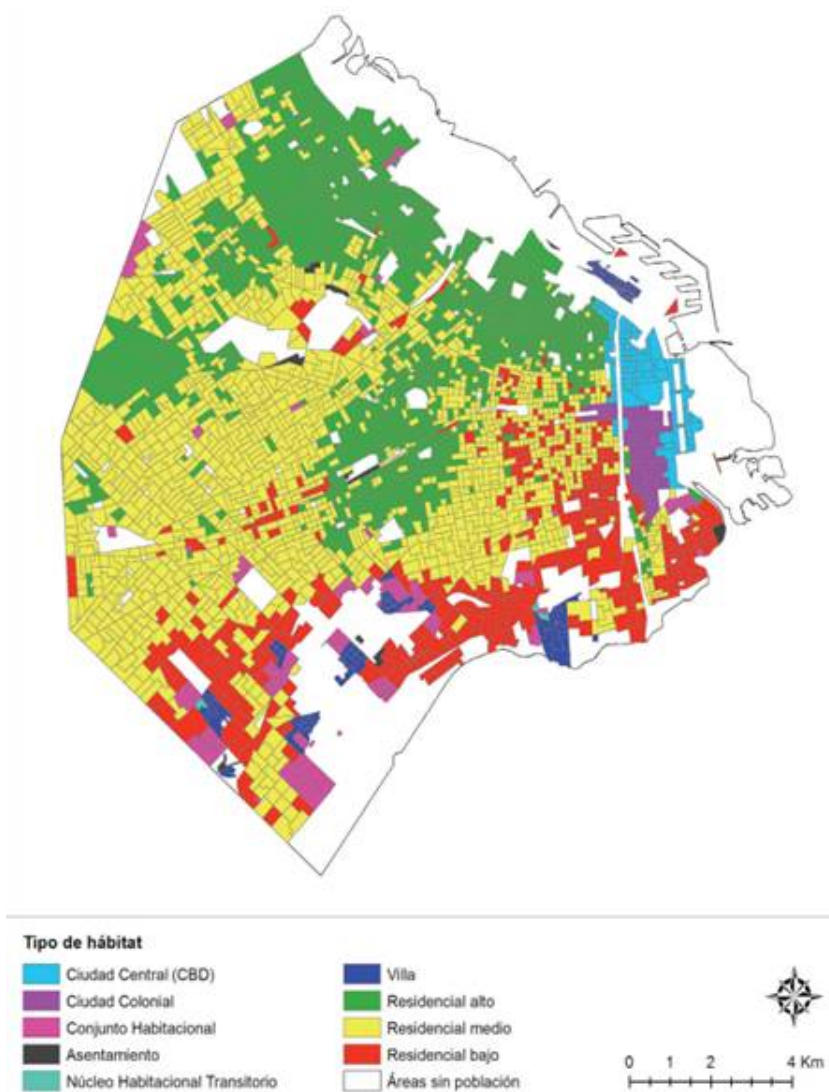 Tipo de hábitat
Ciudad Central (CBD)
Ciudad Colonial
Conjunto Habitacional
Asentamiento
Núcleo Habitacional Transitorio
Villa
Residencial alto
Residencial medio
Residencial bajo
Áreas sin población
0 1 2 4 Km